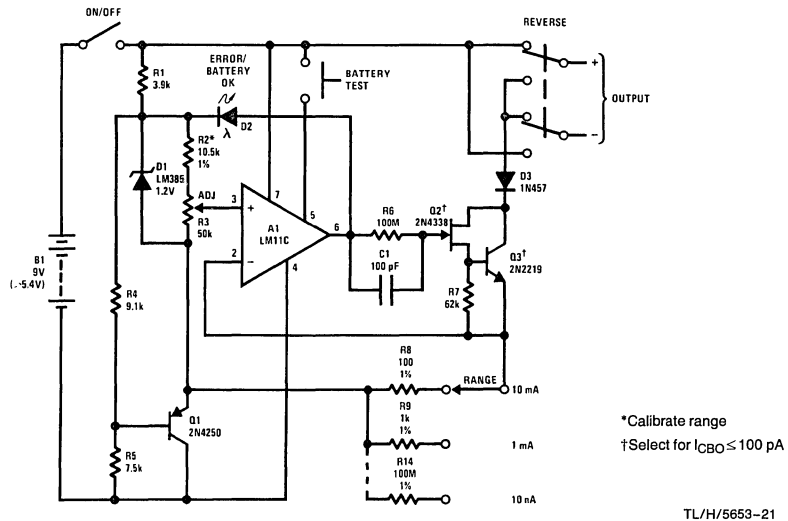 ON/OFF
REVERSE
R1
3.9k
ERROR/
BATTERY
OK
BATTERY
TEST
+
OUTPUT
−
λ
D2
R2*
10.5k
1%
D1
LM385
1.2V
D3
1N457
ADJ
3
+
7
A1
LM11C
5
6
2
−
4
R3
50k
R6
100M
C1
100 pF
Q2†
2N4338
Q3†
2N2219
B1
9V
(∼5.4V)
R4
9.1k
R7
62k
R8
100
1%
RANGE
10 mA
Q1
2N4250
R9
1k
1%
1 mA
R5
7.5k
R14
100M
1%
10 nA
*Calibrate range
†Select for ICBO≤100 pA
TL/H/5653–21